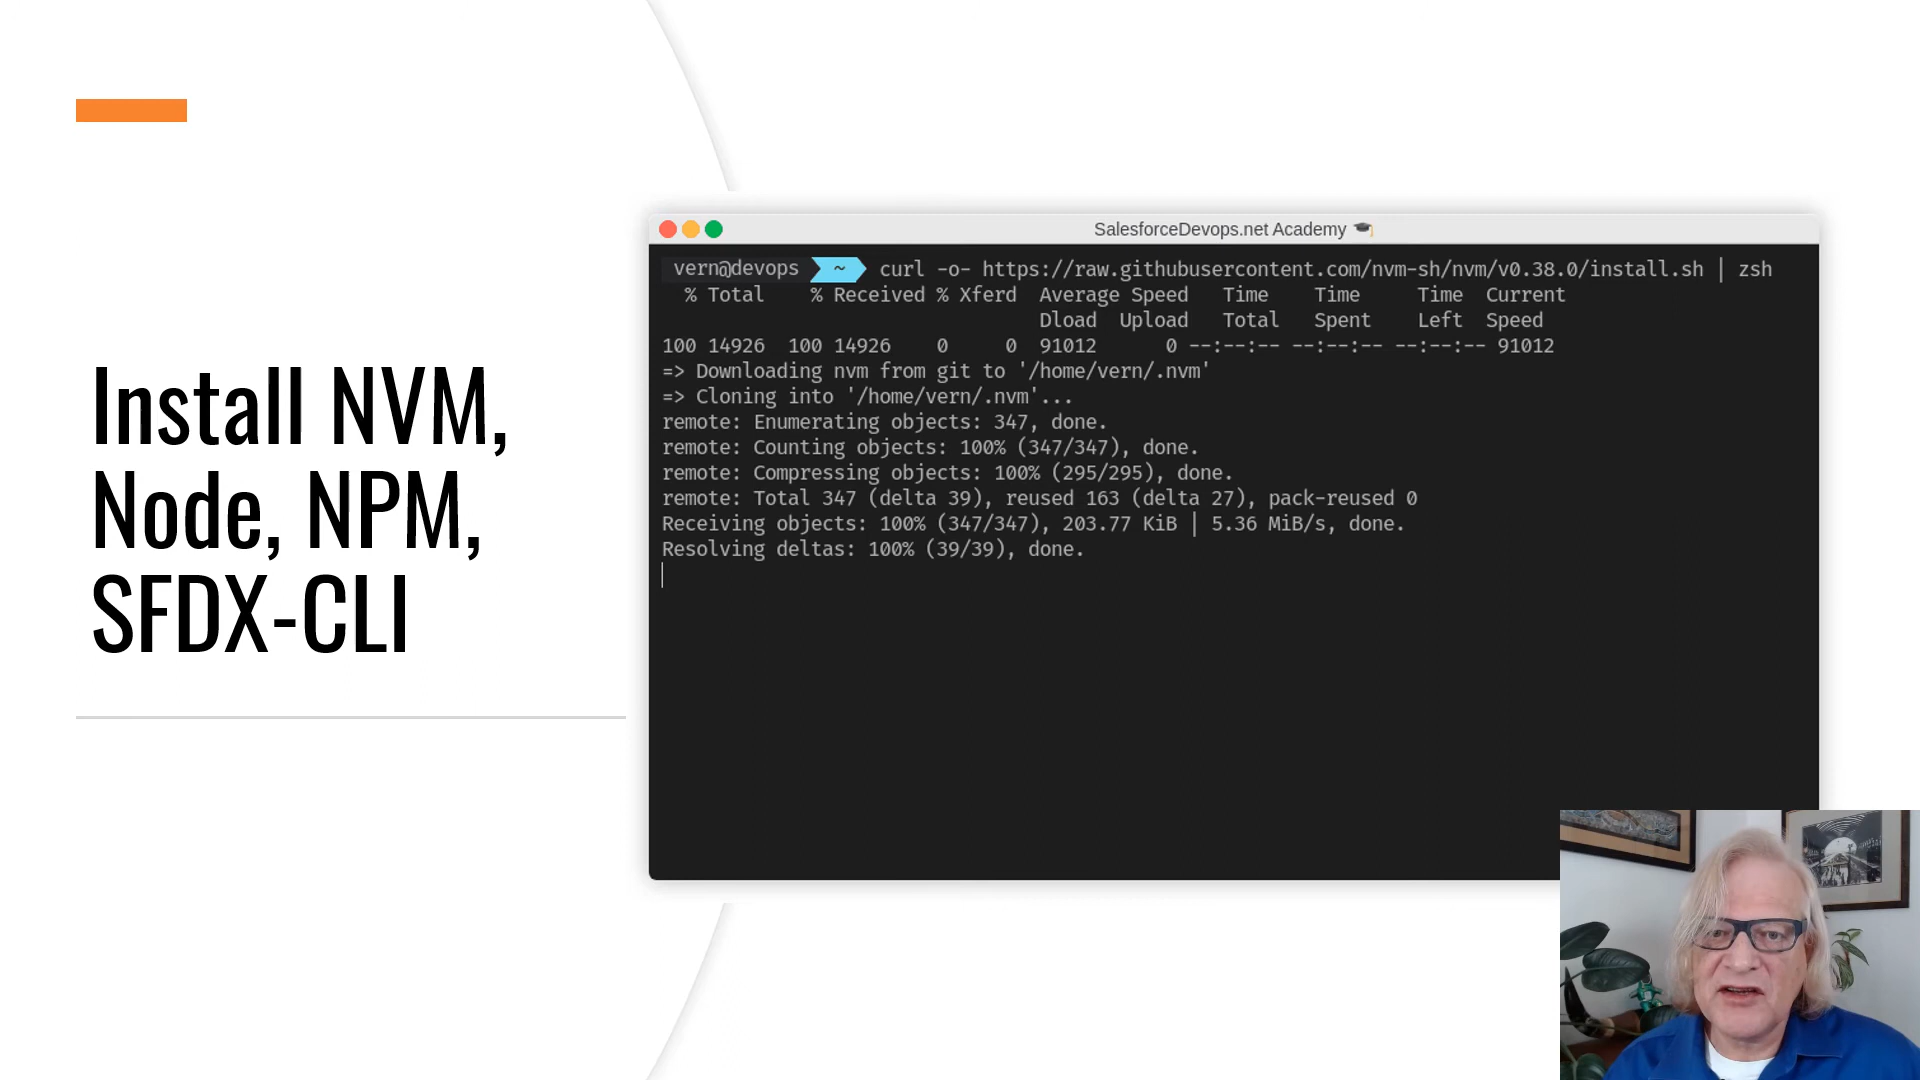 Install NVM,
Node, NPM,
SFDX-CLI
SalesforceDevops.net Academy 🎓
vern@devops ~ curl -o- https://raw.githubusercontent.com/nvm-sh/nvm/v0.38.0/install.sh | zsh
% Total % Received % Xferd Average Speed Time Time Time Current
Dload Upload Total Spent Left Speed
100 14926 100 14926 0 0 91012 0 --:--:-- --:--:-- --:--:-- 91012
=> Downloading nvm from git to '/home/vern/.nvm'
=> Cloning into '/home/vern/.nvm'...
remote: Enumerating objects: 347, done.
remote: Counting objects: 100% (347/347), done.
remote: Compressing objects: 100% (295/295), done.
remote: Total 347 (delta 39), reused 163 (delta 27), pack-reused 0
Receiving objects: 100% (347/347), 203.77 KiB | 5.36 MiB/s, done.
Resolving deltas: 100% (39/39), done.